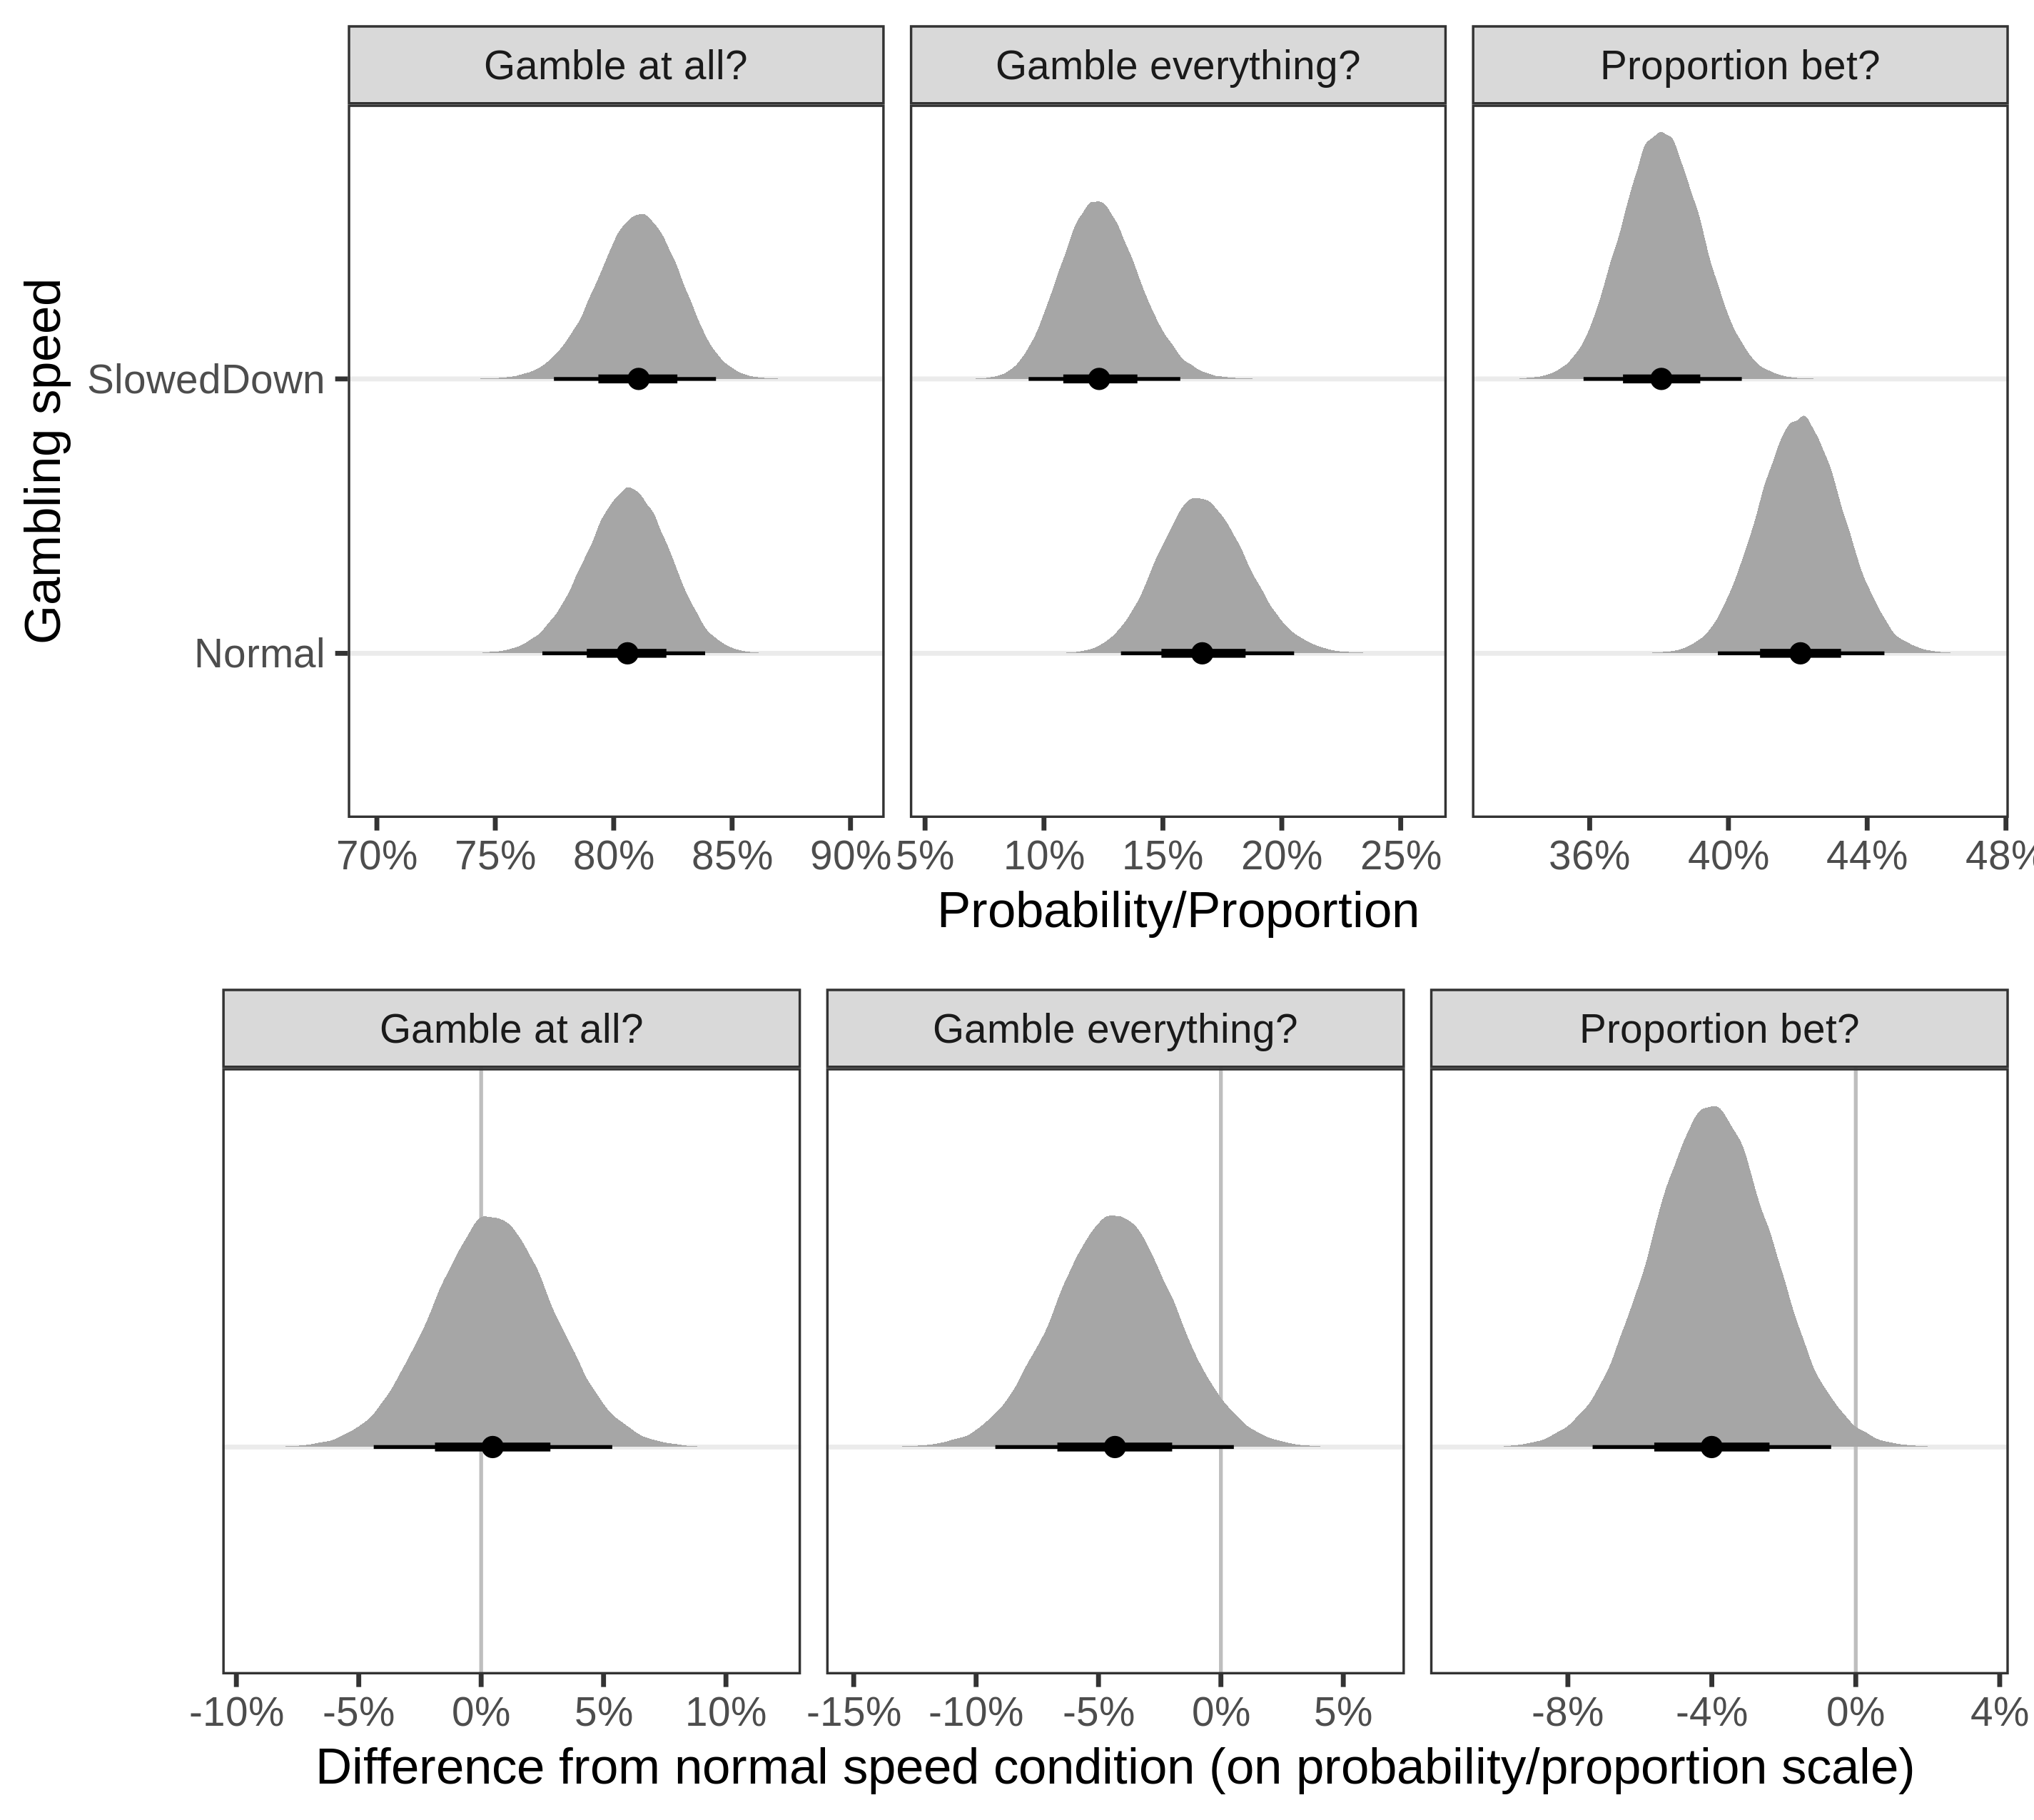 Gamble at all? Gamble everything? Proportion bet?
Gambling speed
SlowedDown
Normal
70% 75% 80% 85% 90% 5% 10% 15% 20% 25% 36% 40% 44% 48%
Probability/Proportion
Gamble at all? Gamble everything? Proportion bet?
-10% -5% 0% 5% 10% -15% -10% -5% 0% 5% -8% -4% 0% 4%
Difference from normal speed condition (on probability/proportion scale)